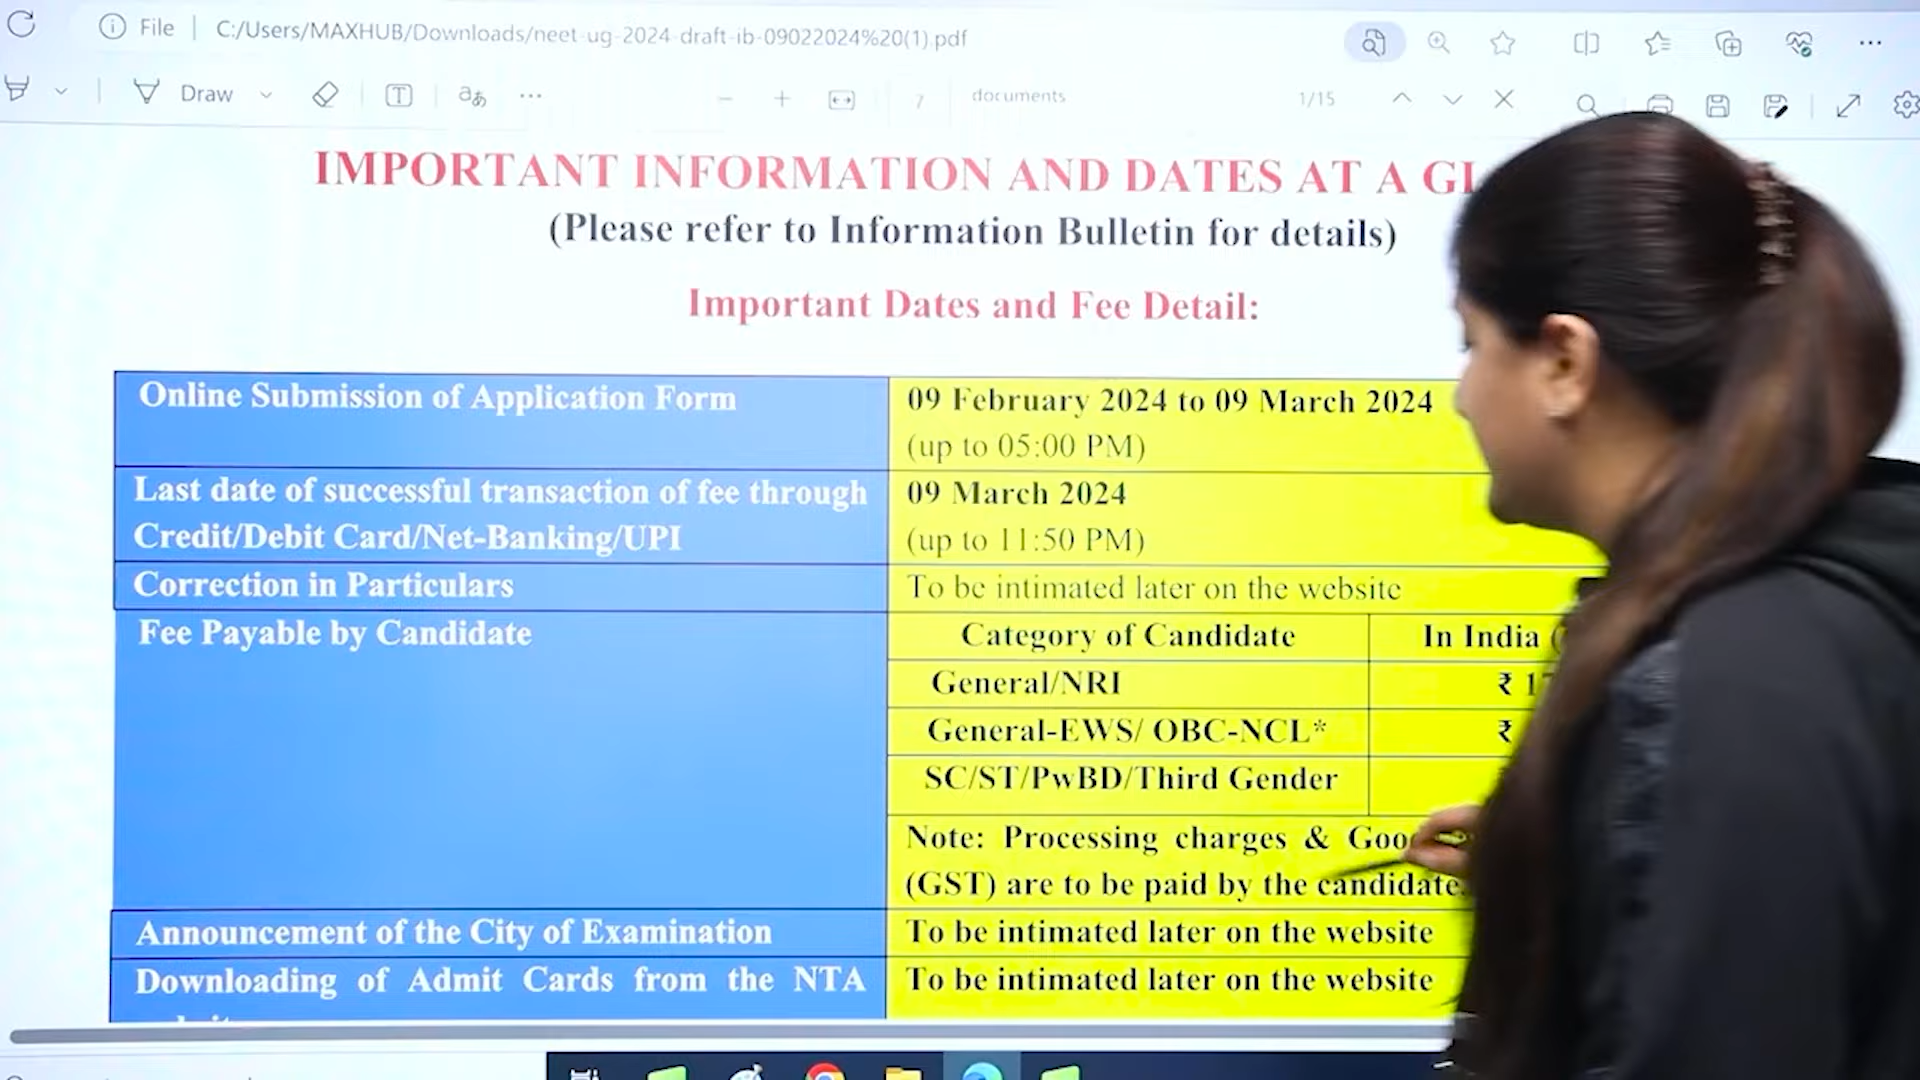 File
C:/Users/MAXHUB/Downloads/neet-ug-2024-draft-ib-09022024%20(1).pdf
Draw
T
aあ
7
documents
1/15
IMPORTANT INFORMATION AND DATES AT A
(Please refer to Information Bulletin for details)
Important Dates and Fee Detail:
Online Submission of Application Form
09 February 2024 to 09 March 2024
(up to 05:00 PM)
Last date of successful transaction of fee through
Credit/Debit Card/Net-Banking/UPI
09 March 2024
(up to 11:50 PM)
Correction in Particulars
To be intimated later on the website
Fee Payable by Candidate
Category of Candidate
In India
General/NRI
₹
General-EWS/ OBC-NCL*
₹
SC/ST/PwBD/Third Gender
Note: Processing charges &
(GST) are to be paid by the candidate.
Announcement of the City of Examination
To be intimated later on the website
Downloading of Admit Cards from the NTA
To be intimated later on the website